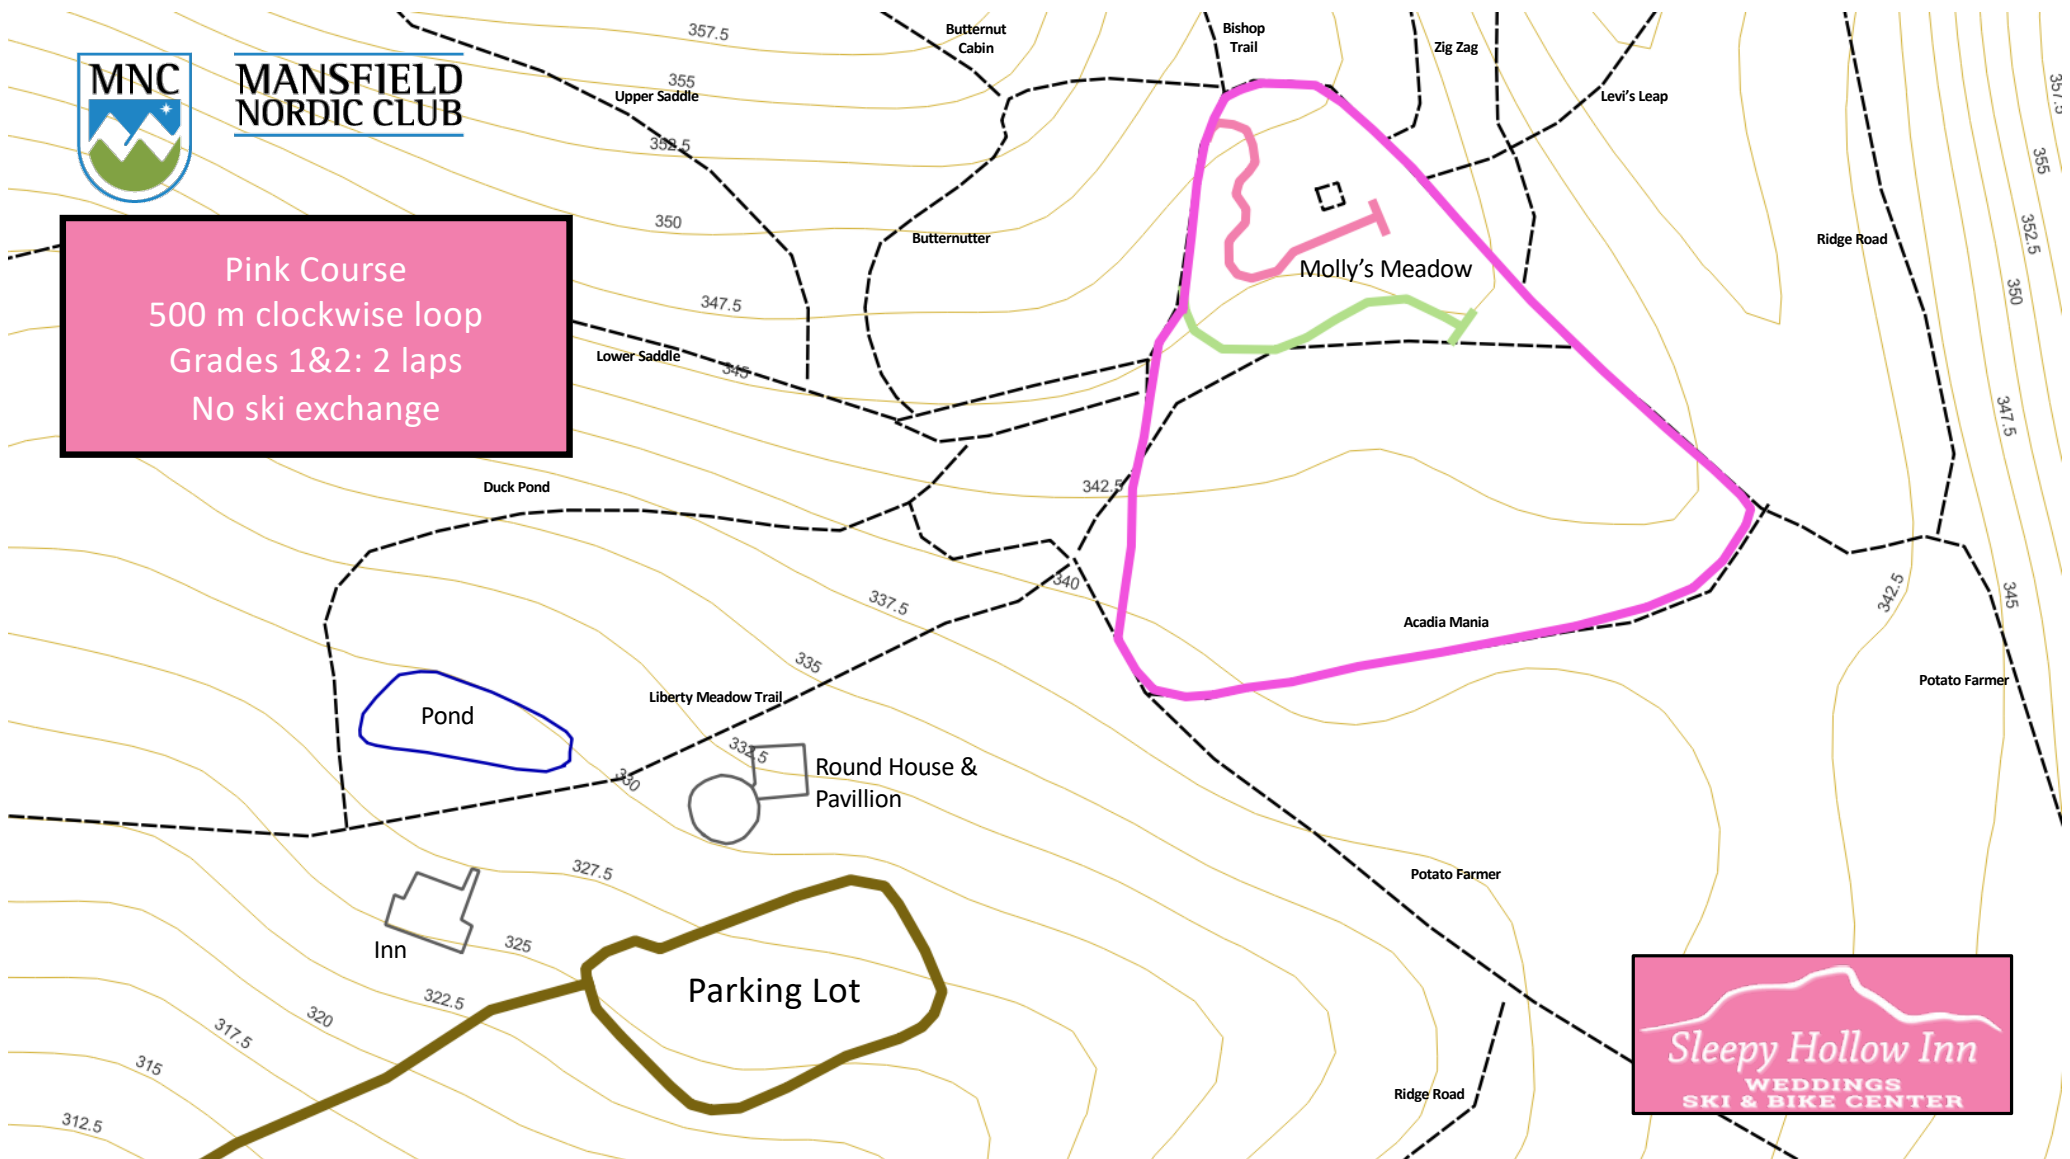 MNC
MANSFIELD
NORDIC CLUB
Pink Course
500 m clockwise loop
Grades 1&2: 2 laps
No ski exchange
357.5
355
352.5
350
347.5
345
342.5
340
337.5
335
332.5
330
327.5
325
322.5
320
317.5
315
312.5
Upper Saddle
Butternut
Cabin
Bishop
Trail
Zig Zag
Levi's Leap
Ridge Road
Butternutter
Molly's Meadow
Lower Saddle
Duck Pond
Acadia Mania
Potato Farmer
Liberty Meadow Trail
Pond
Round House &
Pavillion
Inn
Parking Lot
Potato Farmer
Ridge Road
357.5
355
352.5
350
347.5
345
342.5
Sleepy Hollow Inn
WEDDINGS
SKI & BIKE CENTER